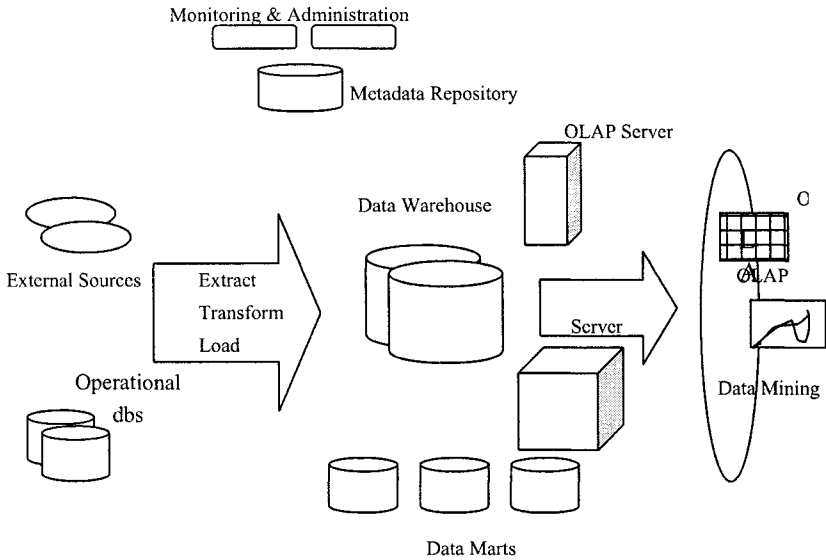 Monitoring & Administration
Metadata Repository
OLAP Server
Data Warehouse
External Sources
Extract
Transform
Load
Operational
dbs
Server
OLAP
Data Mining
Data Marts